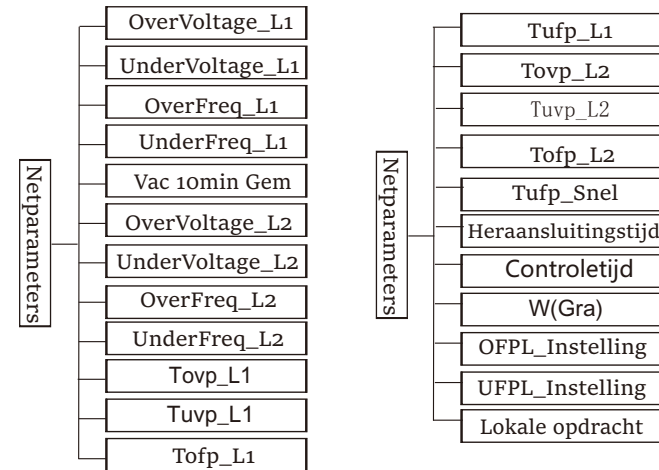 Netparameters
OverVoltage_L1
UnderVoltage_L1
OverFreq_L1
UnderFreq_L1
Vac 10min Gem
OverVoltage_L2
UnderVoltage_L2
OverFreq_L2
UnderFreq_L2
Tovp_L1
Tuvp_L1
Tofp_L1
Netparameters
Tufp_L1
Tovp_L2
Tuvp_L2
Tofp_L2
Tufp_Snel
Heraansluitingstijd
Controletijd
W(Gra)
OFPL_Instelling
UFPL_Instelling
Lokale opdracht